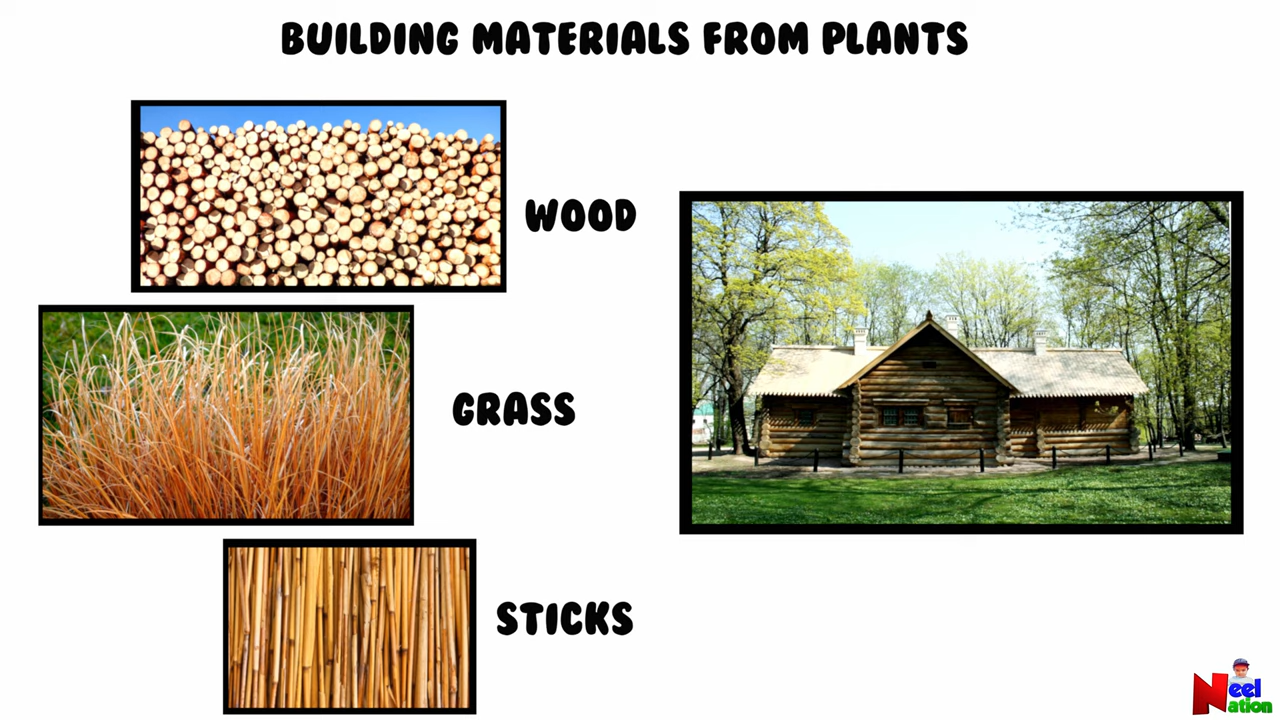 BUILDING MATERIALS FROM PLANTS
WOOD
GRASS
STICKS
Neel
Nation